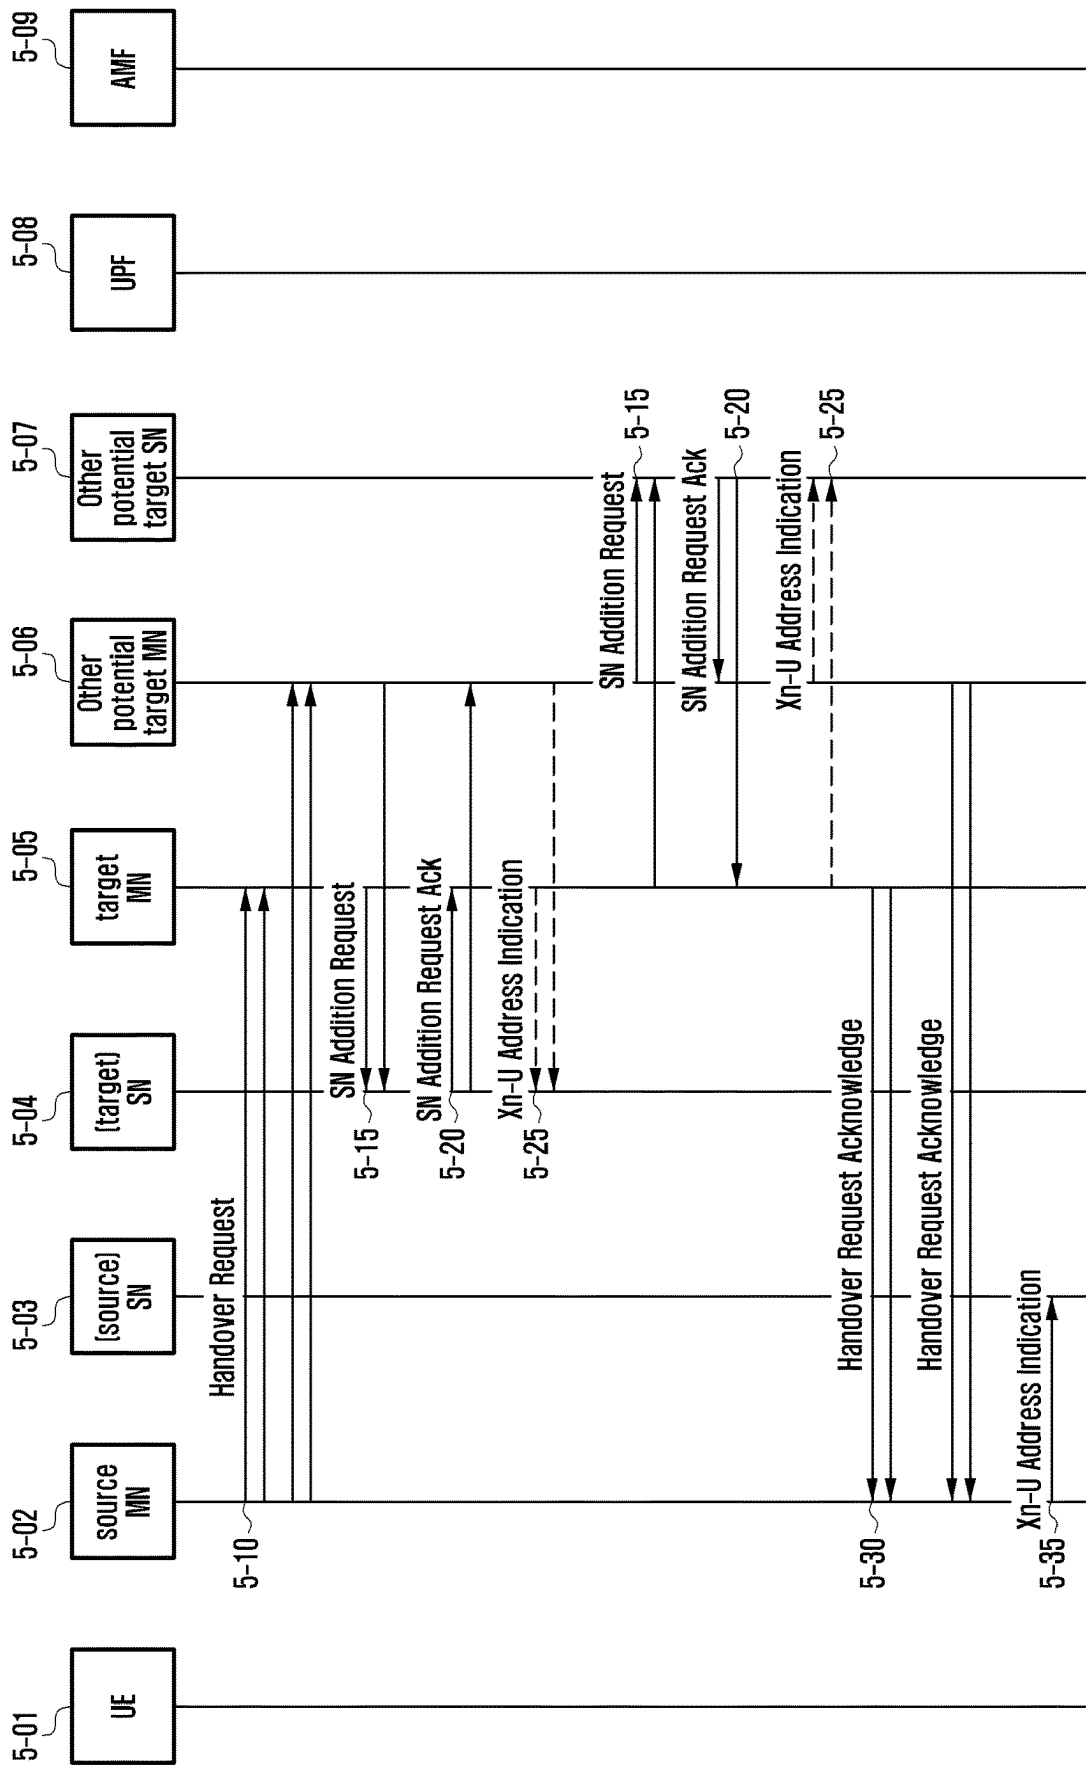 5-01
UE
5-02
source
MN
5-03
(source)
SN
5-04
(target)
SN
5-05
target
MN
5-06
Other
potential
target MN
5-07
Other
potential
target SN
5-08
UPF
5-09
AMF
5-10
Handover Request
SN Addition Request
5-15
SN Addition Request Ack
5-20
Xn-U Address Indication
5-25
SN Addition Request
5-15
SN Addition Request Ack
5-20
Xn-U Address Indication
5-25
Handover Request Acknowledge
5-30
Handover Request Acknowledge
Xn-U Address Indication
5-35